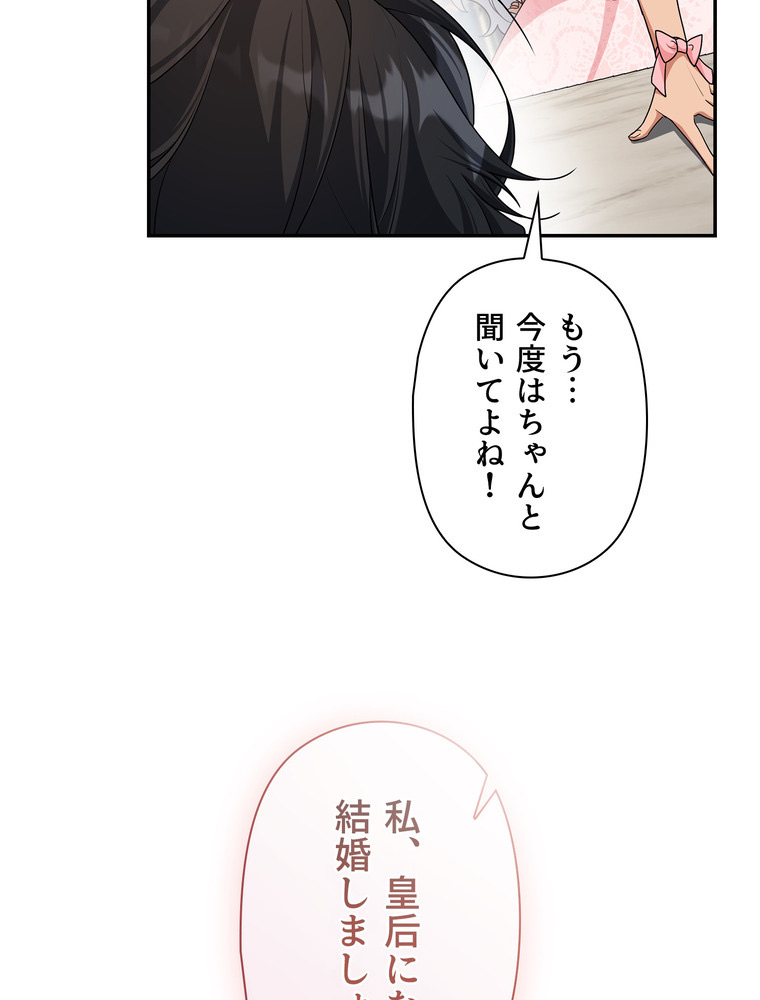 もう…
今度はちゃんと
聞いてよね！
私、皇后にな
結婚しまし